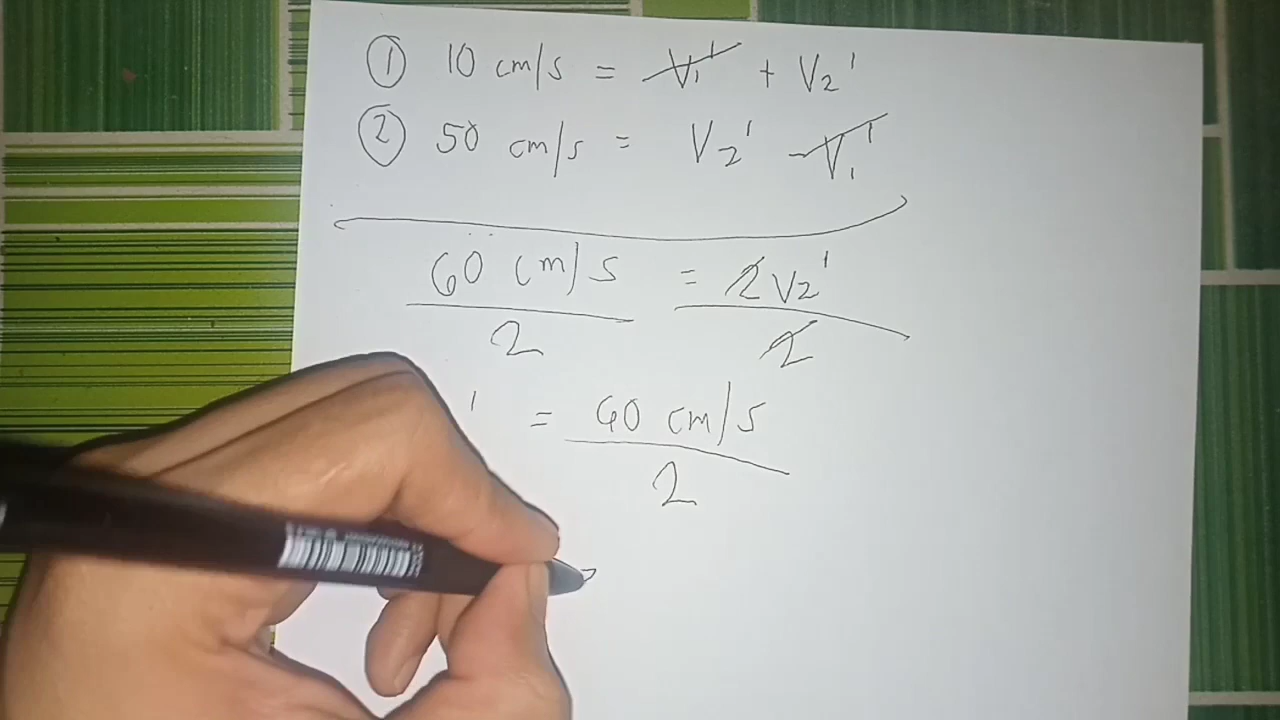 ① 10 cm/s = V₁' + V₂'
② 50 cm/s = V₂' - V₁'
60 cm/s = 2V₂'
2 2
' = 60 cm/s
2